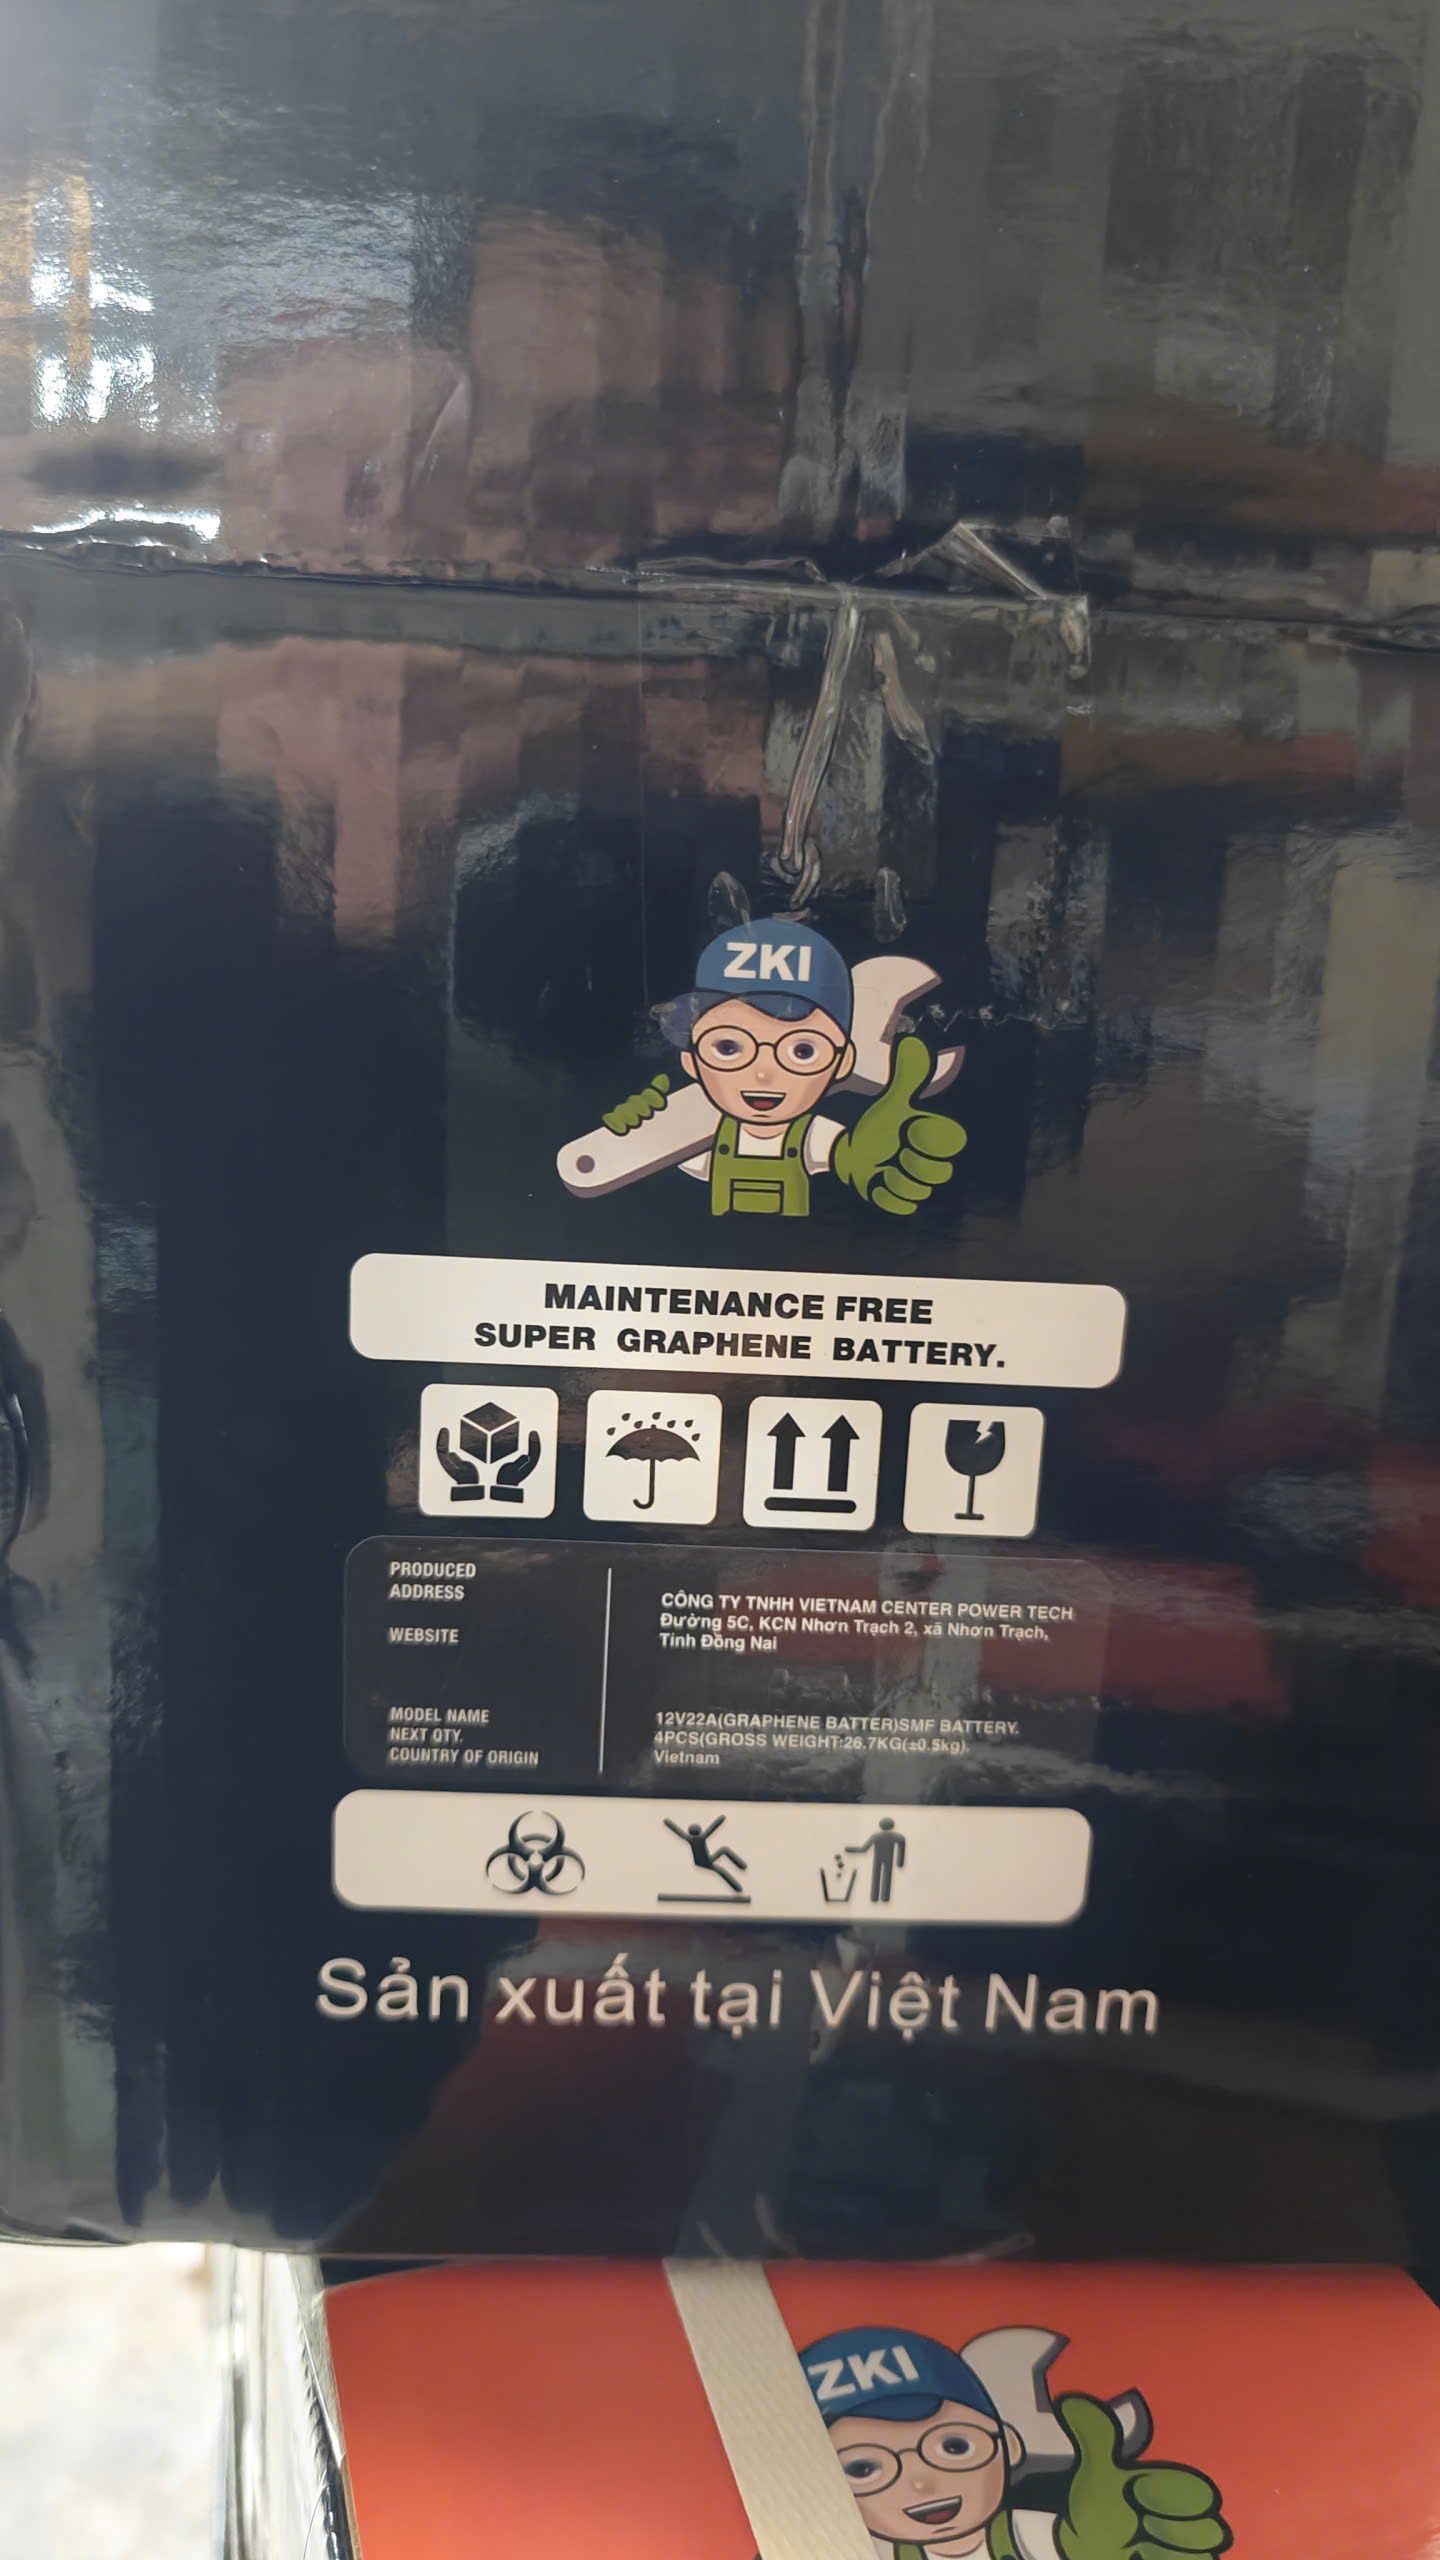 ZKI
MAINTENANCE FREE
SUPER GRAPHENE BATTERY.
PRODUCED
ADDRESS
WEBSITE
CÔNG TY TNHH VIETNAM CENTER POWER TECH
Đường 5C, KCN Nhơn Trạch 2, xã Nhơn Trạch,
Tỉnh Đồng Nai
MODEL NAME
NEXT QTY.
COUNTRY OF ORIGIN
12V22A(GRAPHENE BATTER)SMF BATTERY.
4PCS(GROSS WEIGHT:26.7KG(±0.5kg).
Vietnam
Sản xuất tại Việt Nam
ZKI